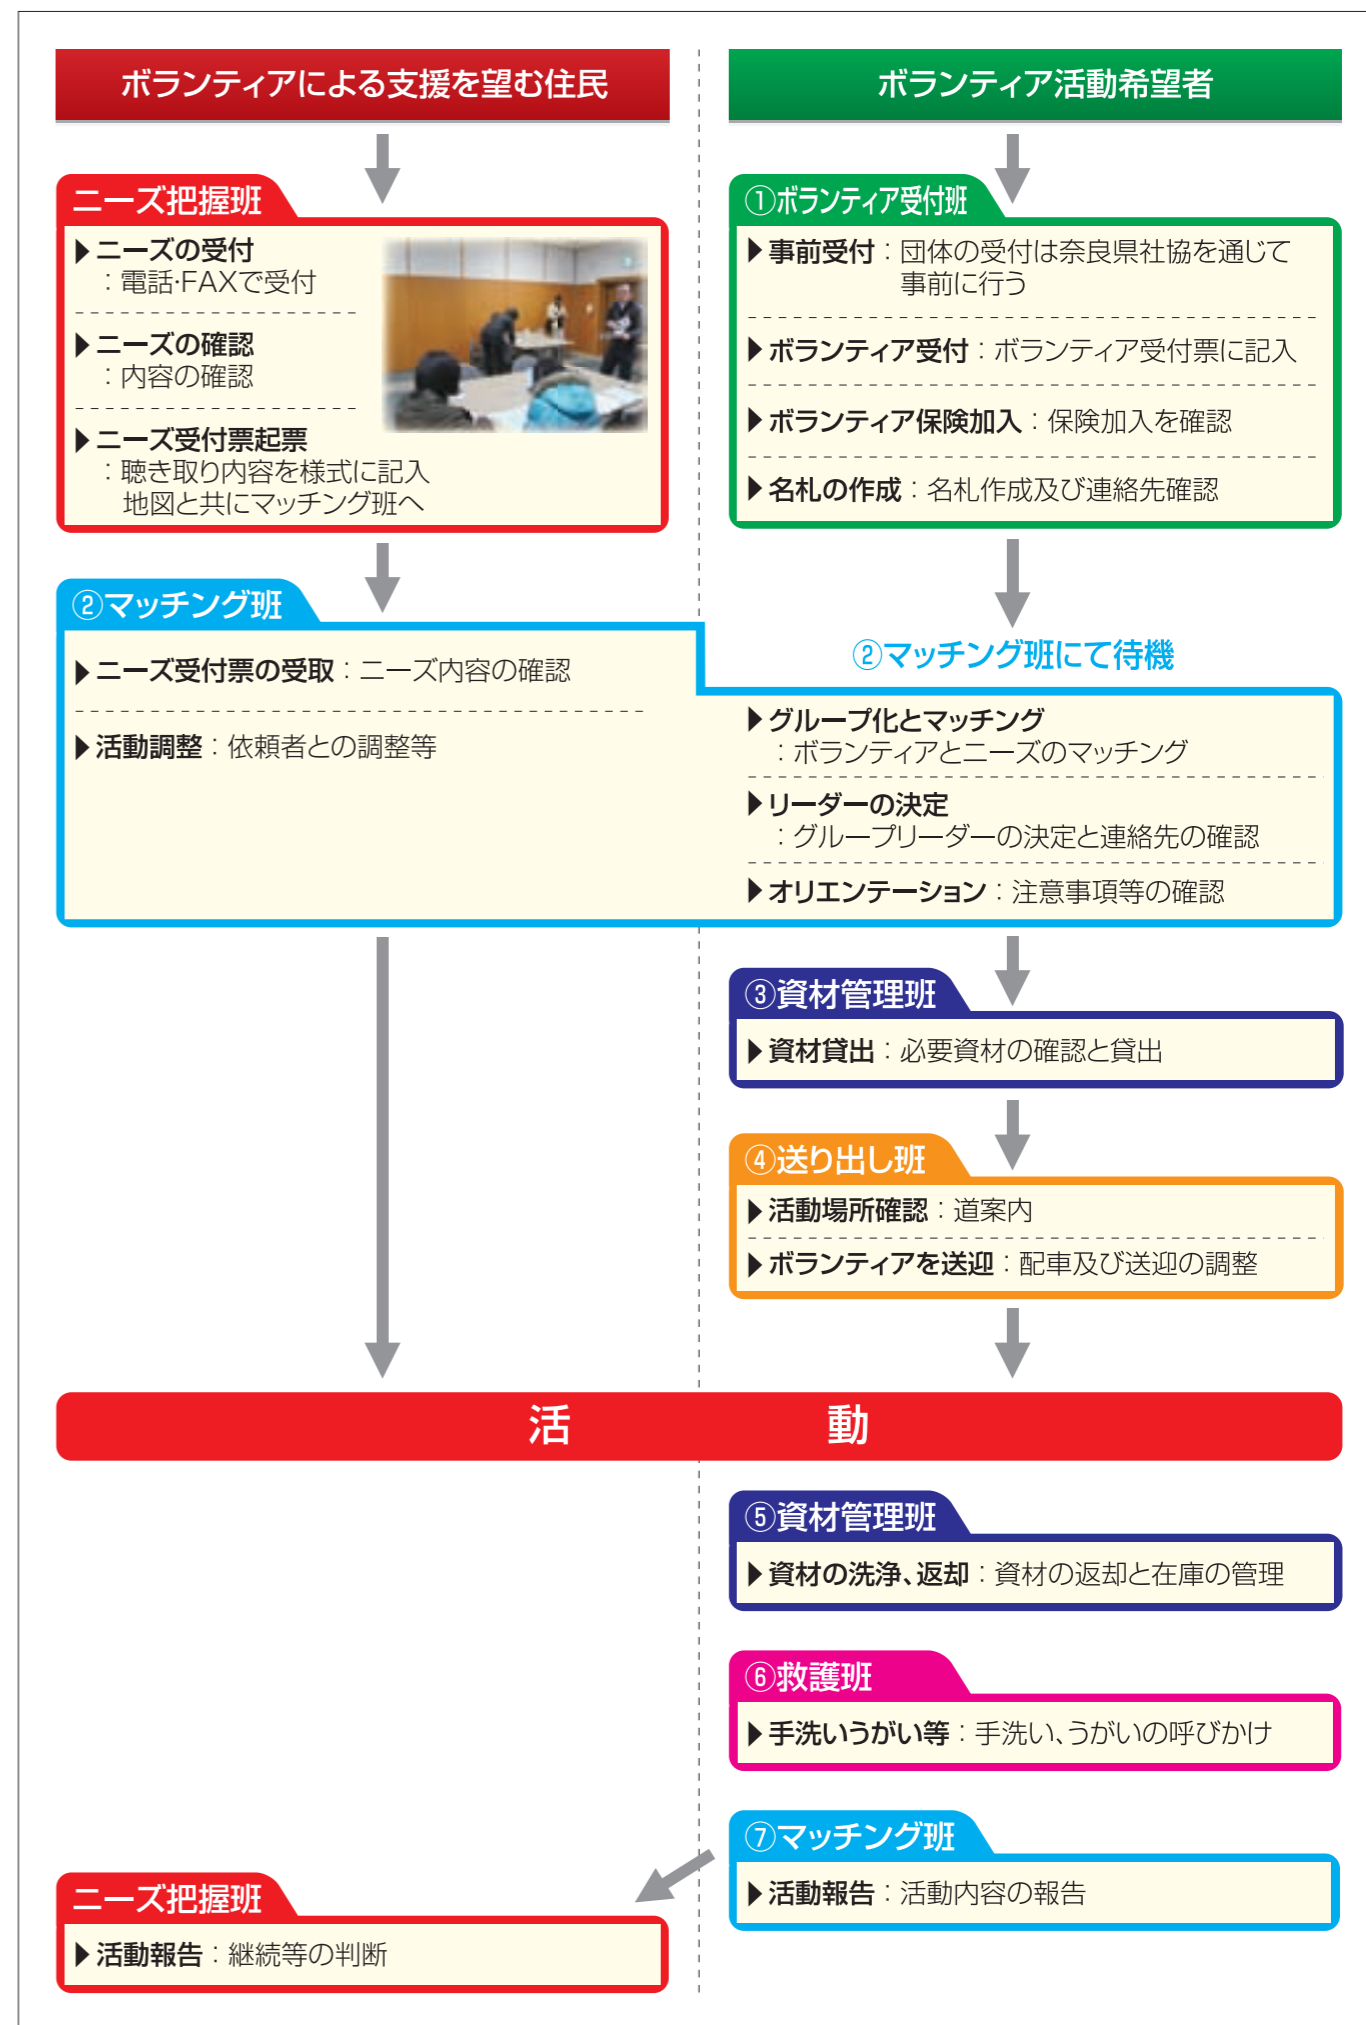 ボランティアによる支援を望む住民
ニーズ把握班
▶ニーズの受付
：電話・FAXで受付
▶ニーズの確認
：内容の確認
▶ニーズ受付票起票
：聴き取り内容を様式に記入
地図と共にマッチング班へ
ボランティア活動希望者
①ボランティア受付班
▶事前受付：団体の受付は奈良県社協を通じて
事前に行う
▶ボランティア受付：ボランティア受付票に記入
▶ボランティア保険加入：保険加入を確認
▶名札の作成：名札作成及び連絡先確認
②マッチング班
▶ニーズ受付票の受取：ニーズ内容の確認
▶活動調整：依頼者との調整等
②マッチング班にて待機
▶グループ化とマッチング
：ボランティアとニーズのマッチング
▶リーダーの決定
：グループリーダーの決定と連絡先の確認
▶オリエンテーション：注意事項等の確認
③資材管理班
▶資材貸出：必要資材の確認と貸出
④送り出し班
▶活動場所確認：道案内
▶ボランティアを送迎：配車及び送迎の調整
活　動
⑤資材管理班
▶資材の洗浄、返却：資材の返却と在庫の管理
⑥救護班
▶手洗いうがい等：手洗い、うがいの呼びかけ
⑦マッチング班
▶活動報告：活動内容の報告
ニーズ把握班
▶活動報告：継続等の判断